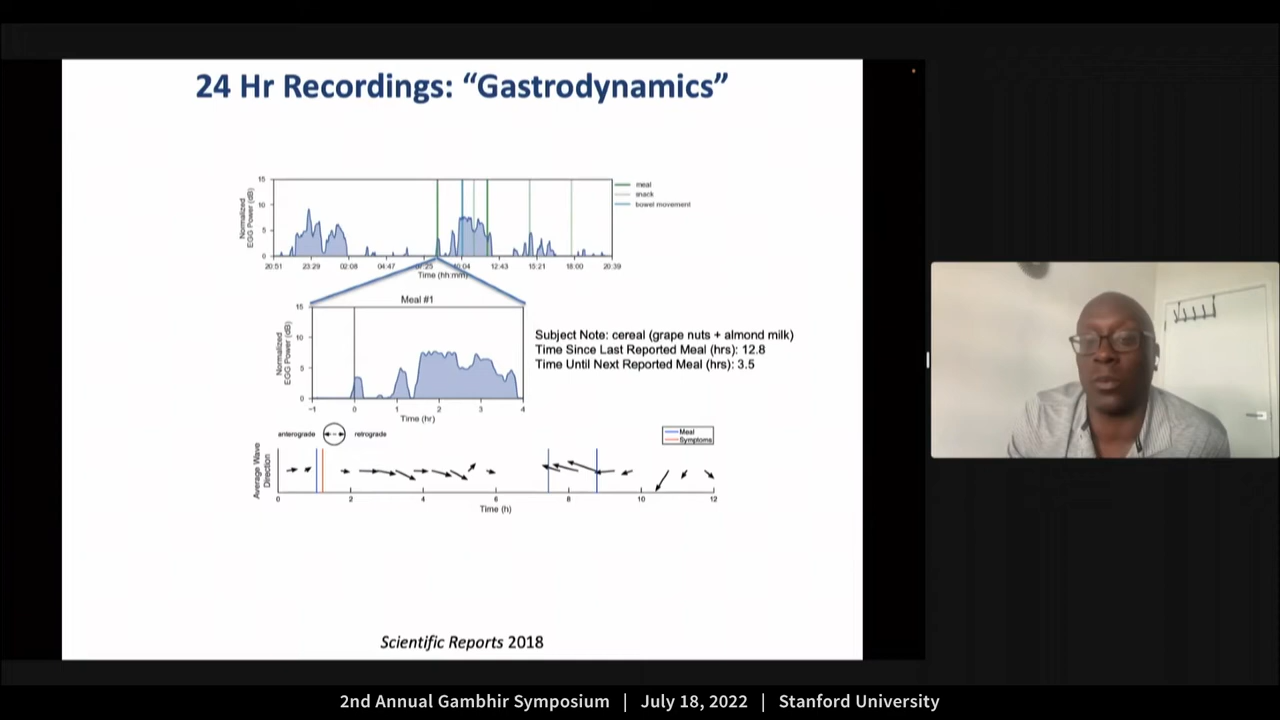 24 Hr Recordings: “Gastrodynamics”
Normalized
EGG Power (dB)
15
10
5
0
20:51 23:29 02:08 04:47 07:25 10:04 12:43 15:21 18:00 20:39
Time (hh:mm)
meal
snack
bowel movement
Meal #1
Normalized
EGG Power (dB)
15
10
5
0
−1 0 1 2 3 4
Time (hr)
Subject Note: cereal (grape nuts + almond milk)
Time Since Last Reported Meal (hrs): 12.8
Time Until Next Reported Meal (hrs): 3.5
anterograde retrograde
Meal
Symptoms
Average Wave
Direction
0 2 4 6 8 10 12
Time (h)
Scientific Reports 2018
2nd Annual Gambhir Symposium | July 18, 2022 | Stanford University